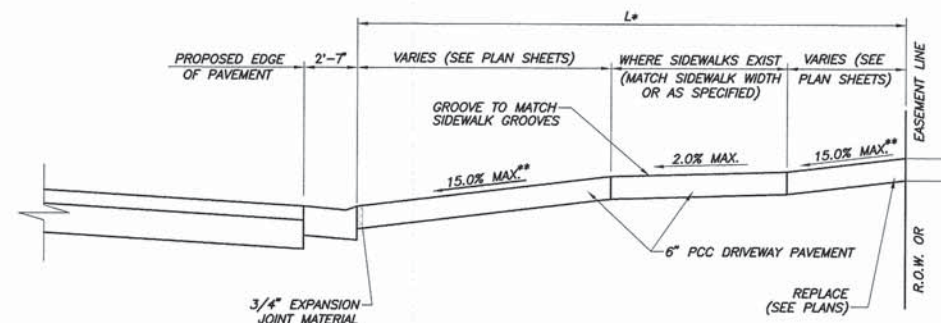 L*
PROPOSED EDGE
OF PAVEMENT
2'-7"
VARIES (SEE PLAN SHEETS)
WHERE SIDEWALKS EXIST
(MATCH SIDEWALK WIDTH
OR AS SPECIFIED)
VARIES (SEE
PLAN SHEETS)
EASEMENT LINE
GROOVE TO MATCH
SIDEWALK GROOVES
15.0% MAX.**
2.0% MAX.
15.0% MAX.**
6" PCC DRIVEWAY PAVEMENT
3/4" EXPANSION
JOINT MATERIAL
REPLACE
(SEE PLANS)
R.O.W. OR